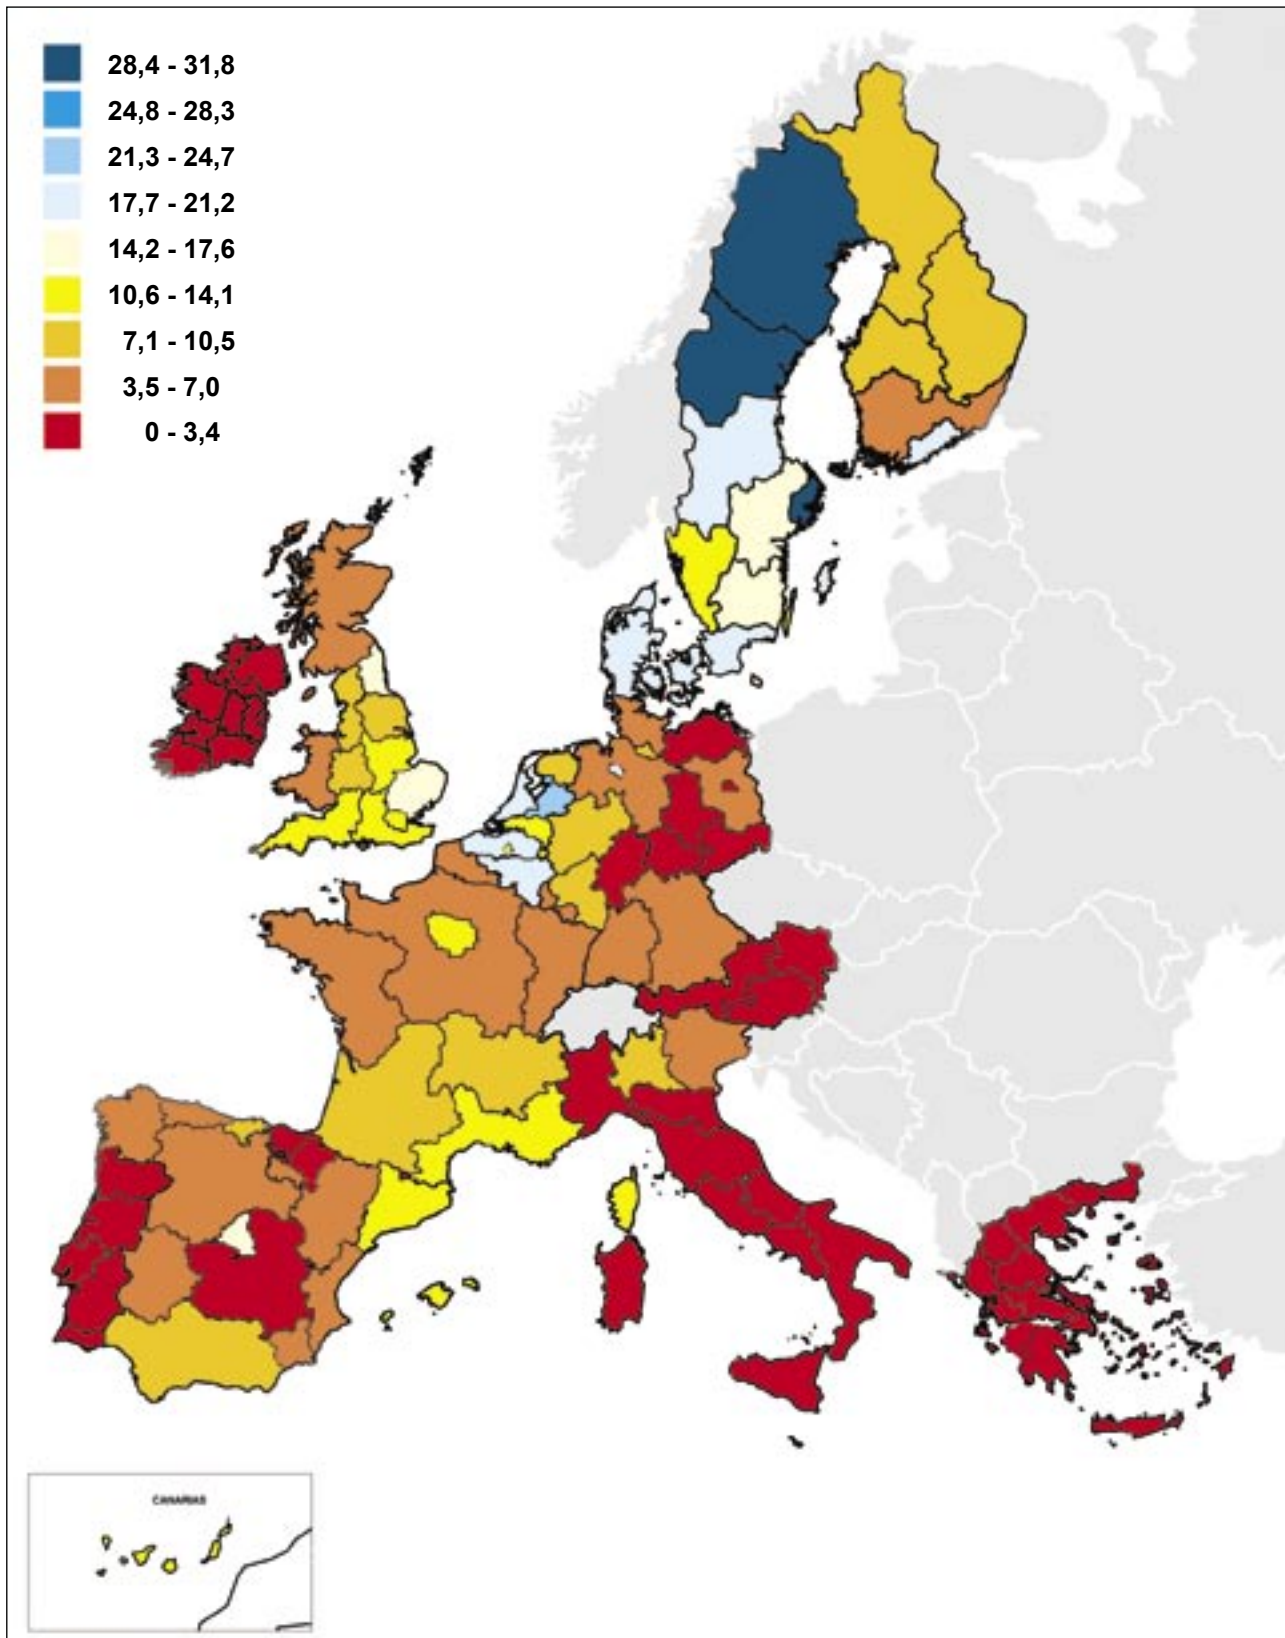 28,4 - 31,8
24,8 - 28,3
21,3 - 24,7
17,7 - 21,2
14,2 - 17,6
10,6 - 14,1
7,1 - 10,5
3,5 - 7,0
0 - 3,4
CANARIAS